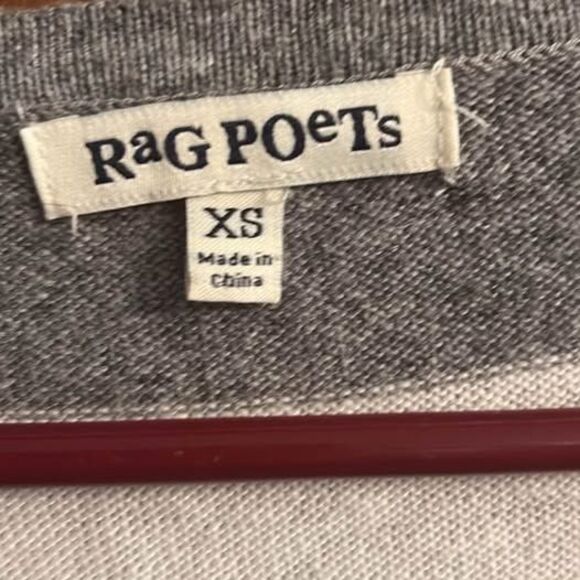 RaG POeTs
XS
Made in
China